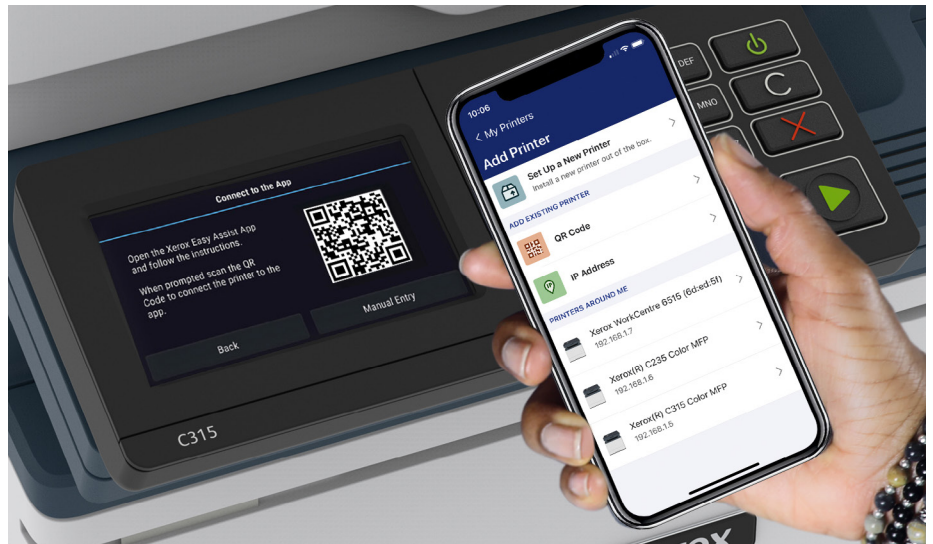 Connect to the App
Open the Xerox Easy Assist App
and follow the instructions.
When prompted scan the QR
Code to connect the printer to the
app.
Back
Manual Entry
C315
10:06
< My Printers
Add Printer
Set Up a New Printer
Install a new printer out of the box.
ADD EXISTING PRINTER
QR Code
IP
IP Address
PRINTERS AROUND ME
Xerox WorkCentre 6515 (6d:ed:5f)
192.168.1.7
Xerox(R) C235 Color MFP
192.168.1.6
Xerox(R) C315 Color MFP
192.168.1.5
DEF
MNO
C